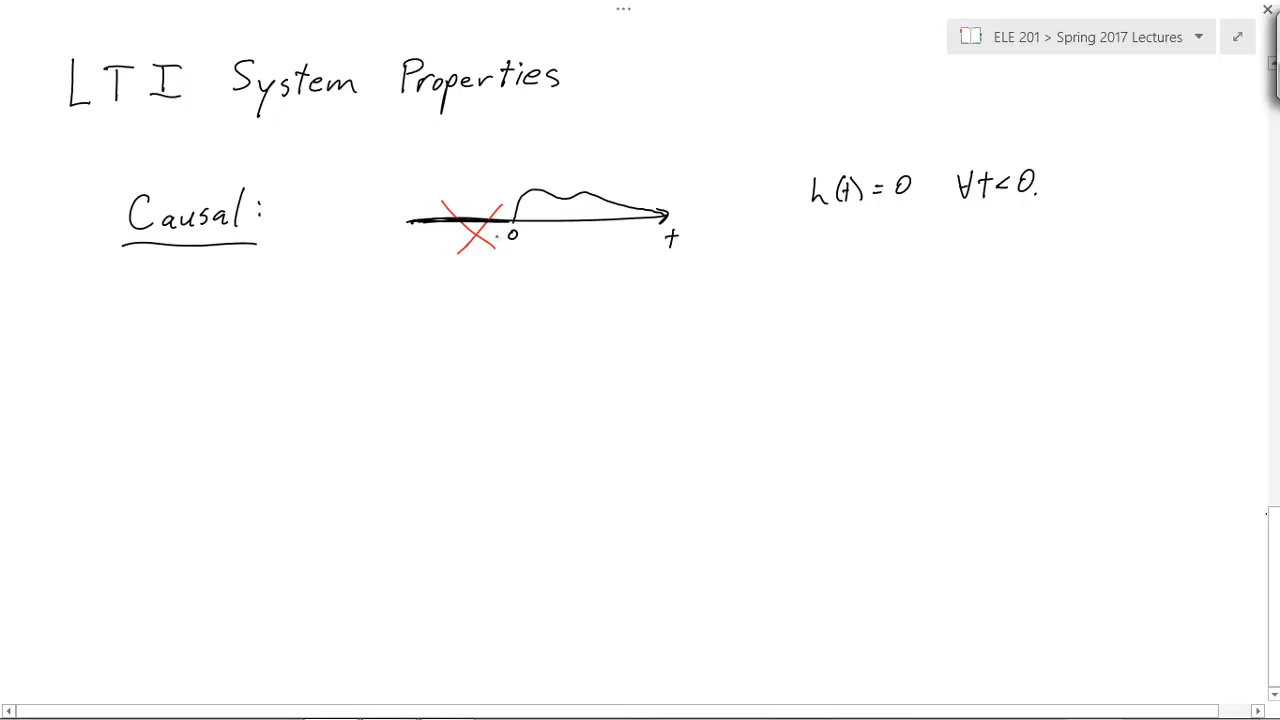 ELE 201 > Spring 2017 Lectures
LTI System Properties
Causal:
h(t) = 0 ∀t < 0.
0
t